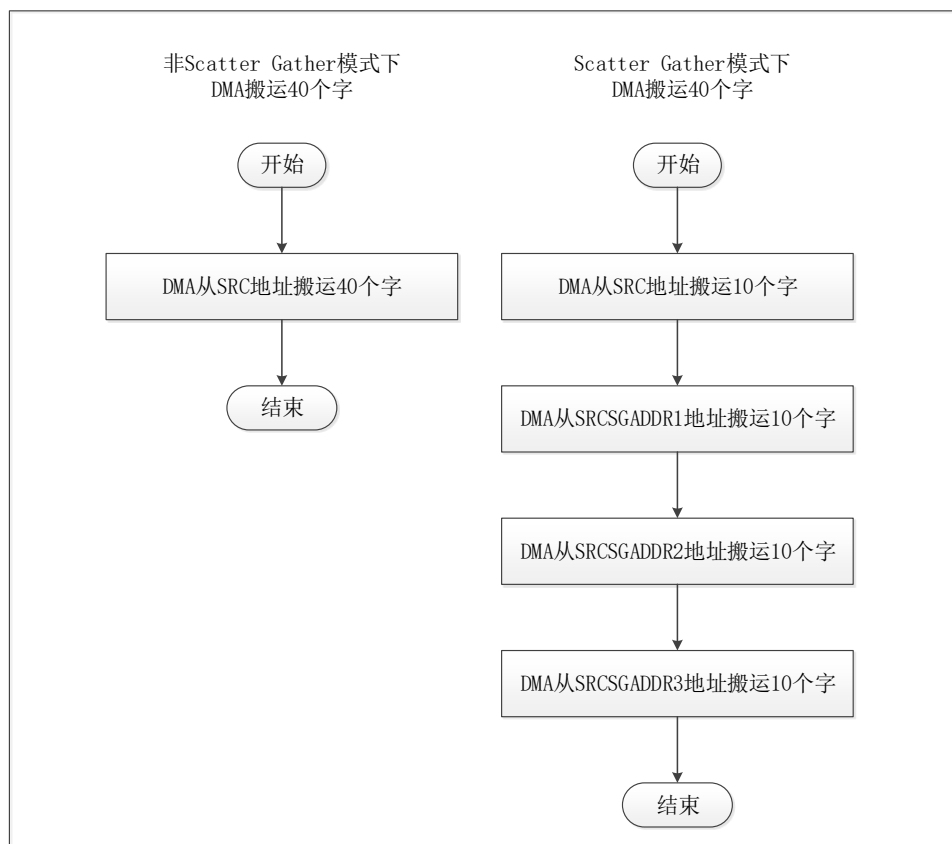 非Scatter Gather模式下
DMA搬运40个字
开始
DMA从SRC地址搬运40个字
结束
Scatter Gather模式下
DMA搬运40个字
开始
DMA从SRC地址搬运10个字
DMA从SRCSGADDR1地址搬运10个字
DMA从SRCSGADDR2地址搬运10个字
DMA从SRCSGADDR3地址搬运10个字
结束